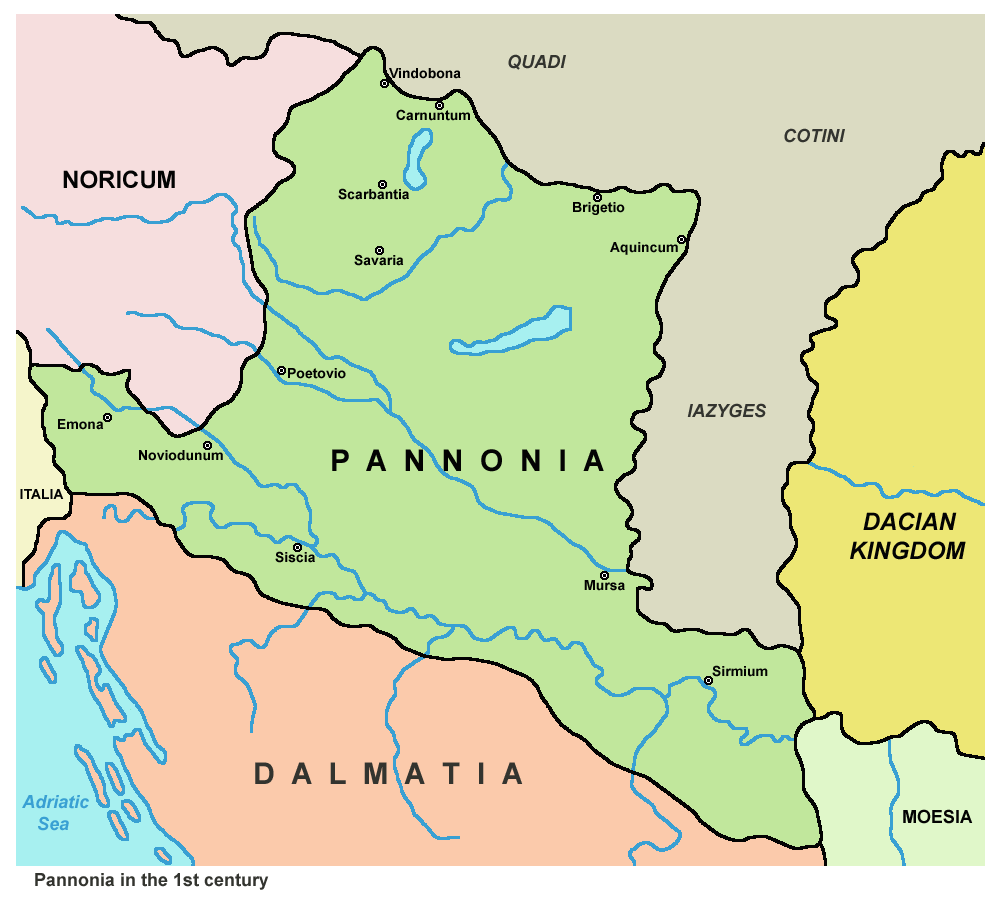 QUADI
Vindobona
Carnuntum
COTINI
NORICUM
Scarbantia
Brigetio
Aquincum
Savaria
Poetovio
IAZYGES
Emona
Noviodunum
PANNONIA
ITALIA
DACIAN
KINGDOM
Siscia
Mursa
Sirmium
DALMATIA
Adriatic
Sea
MOESIA
Pannonia in the 1st century